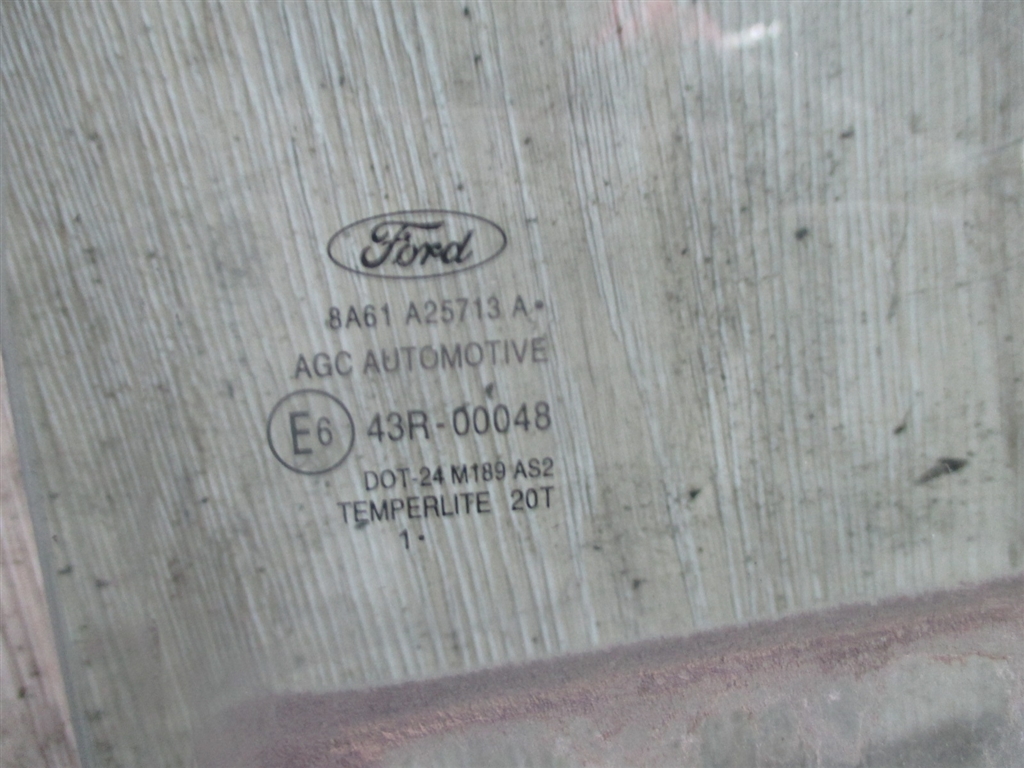 Ford
8A61 A25713 A•
AGC AUTOMOTIVE
E6 43R-00048
DOT-24 M189 AS2
TEMPERLITE 20T
1•